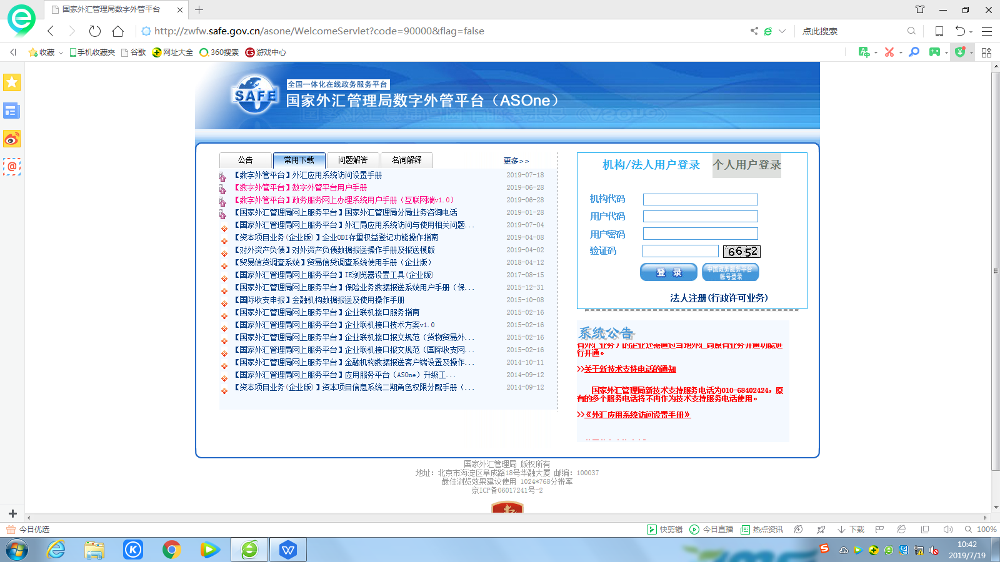 国家外汇管理局数字外管平台
http://zwfw.safe.gov.cn/asone/WelcomeServlet?code=90000&flag=false
点此搜索
收藏 手机收藏夹 谷歌 网址大全 360搜索 游戏中心
SAFE
全国一体化在线政务服务平台
国家外汇管理局数字外管平台（ASOne）
公告 常用下载 问题解答 名词解释 更多>>
【数字外管平台】外汇应用系统访问设置手册 2019-07-18
【数字外管平台】数字外管平台用户手册 2019-06-28
【数字外管平台】政务服务网上办理系统用户手册（互联网端v1.0） 2019-06-28
【国家外汇管理局网上服务平台】国家外汇管理局分局业务咨询电话 2019-01-28
【国家外汇管理局网上服务平台】外汇局应用系统访问与使用相关问题... 2019-07-04
【资本项目业务(企业版)】企业ODI存量权益登记功能操作指南 2019-04-08
【对外资产负债】对外资产负债数据报送操作手册及报送模版 2019-04-02
【贸易信贷调查系统】贸易信贷调查系统使用手册（企业版） 2018-04-12
【国家外汇管理局网上服务平台】IE浏览器设置工具(企业版) 2017-08-15
【国家外汇管理局网上服务平台】保险业务数据报送系统用户手册（保... 2015-12-31
【国际收支申报】金融机构数据报送及使用操作手册 2015-10-08
【国家外汇管理局网上服务平台】企业联机接口服务指南 2015-02-16
【国家外汇管理局网上服务平台】企业联机接口技术方案v1.0 2015-02-16
【国家外汇管理局网上服务平台】企业联机接口报文规范（货物贸易外... 2015-02-16
【国家外汇管理局网上服务平台】企业联机接口报文规范（国际收支网... 2015-02-16
【国家外汇管理局网上服务平台】金融机构数据报送客户端设置及操作... 2014-10-11
【国家外汇管理局网上服务平台】应用服务平台（ASOne）升级工... 2014-09-12
【资本项目业务(企业版)】资本项目信息系统二期角色权限分配手册（... 2014-09-12
机构/法人用户登录 个人用户登录
机构代码
用户代码
用户密码
验证码 6652
登 录 中国政务服务平台
帐号登录
法人注册(行政许可业务)
系统公告
有外汇业务）的企业还需通过当地外汇局原有业务开通功能进
行开通。
>>关于新技术支持电话的通知
国家外汇管理局新技术支持服务电话为010-68402424，原
有的多个服务电话将不再作为技术支持服务电话使用。
>>《外汇应用系统访问设置手册》
国家外汇管理局 版权所有
地址：北京市海淀区阜成路18号华融大厦 邮编：100037
最佳浏览效果建议使用 1024*768分辨率
京ICP备06017241号-2
今日优选 快剪辑 今日直播 热点资讯 下载 100%
10:42
2019/7/19